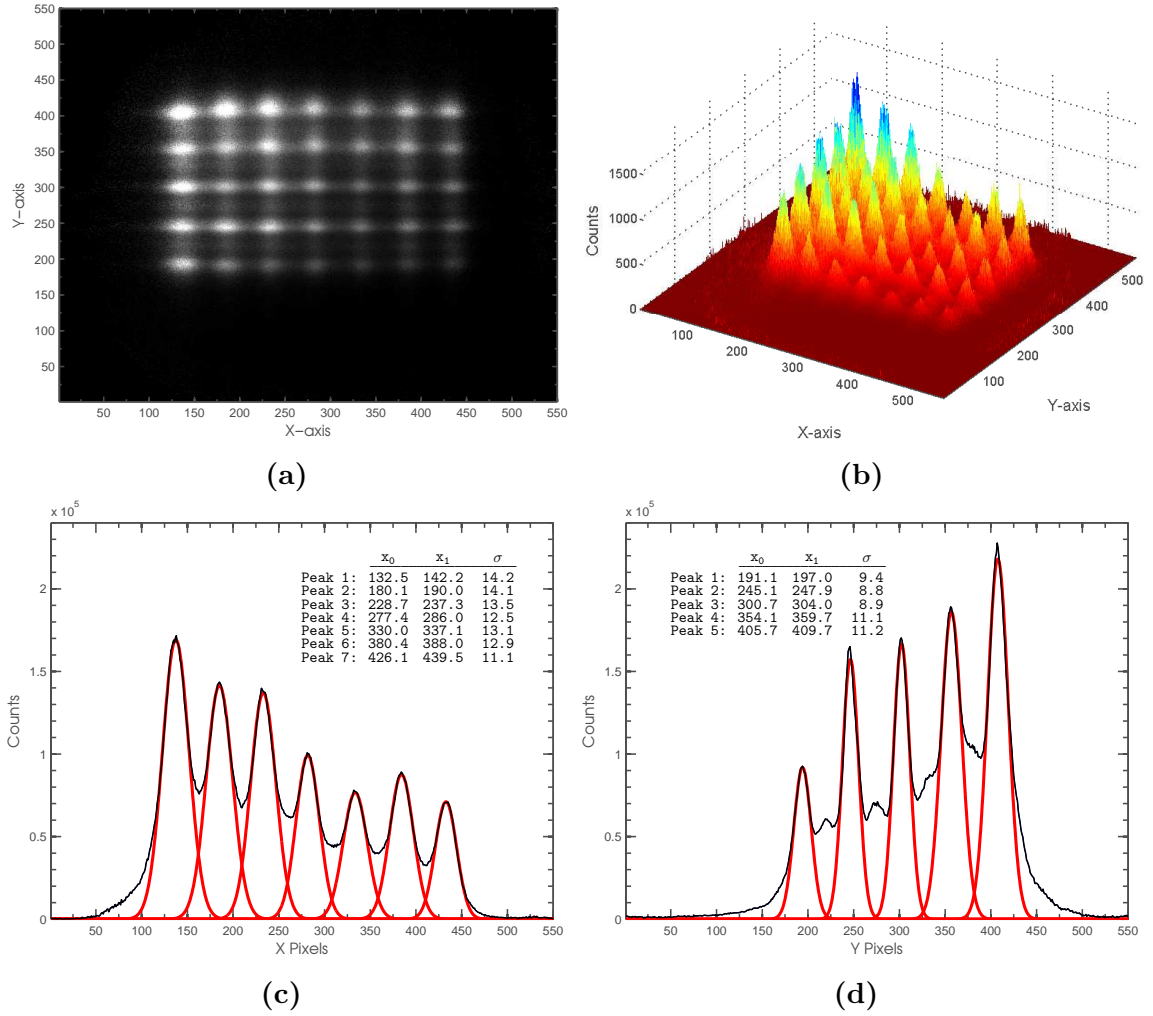 550
500
450
400
350
300
250
200
150
100
50
Y-axis
50 100 150 200 250 300 350 400 450 500 550
X-axis
(a)
1500
1000
500
0
Counts
100
200
300
400
500
X-axis
100
200
300
400
500
Y-axis
(b)
x 10^5
2
1.5
1
0.5
0
Counts
x₀ x₁ σ
Peak 1: 132.5 142.2 14.2
Peak 2: 180.1 190.0 14.1
Peak 3: 228.7 237.3 13.5
Peak 4: 277.4 286.0 12.5
Peak 5: 330.0 337.1 13.1
Peak 6: 380.4 388.0 12.9
Peak 7: 426.1 439.5 11.1
50 100 150 200 250 300 350 400 450 500 550
X Pixels
(c)
x 10^5
2
1.5
1
0.5
0
Counts
x₀ x₁ σ
Peak 1: 191.1 197.0 9.4
Peak 2: 245.1 247.9 8.8
Peak 3: 300.7 304.0 8.9
Peak 4: 354.1 359.7 11.1
Peak 5: 405.7 409.7 11.2
50 100 150 200 250 300 350 400 450 500 550
Y Pixels
(d)